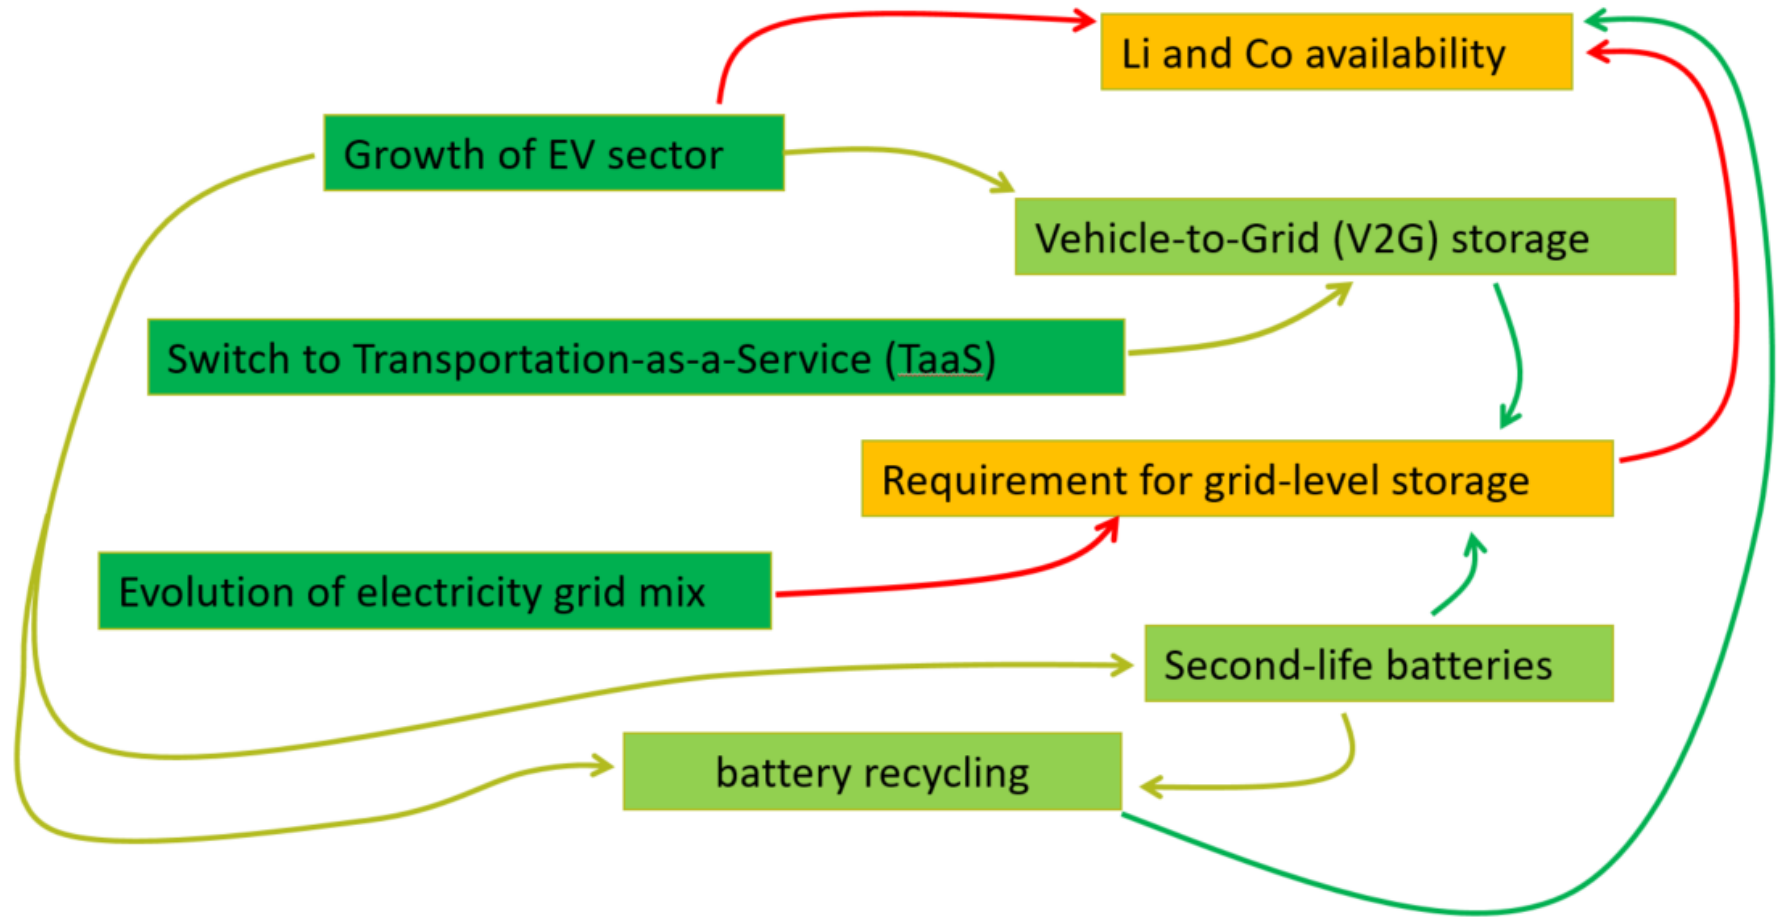 Li and Co availability
Growth of EV sector
Vehicle-to-Grid (V2G) storage
Switch to Transportation-as-a-Service (TaaS)
Requirement for grid-level storage
Evolution of electricity grid mix
Second-life batteries
battery recycling